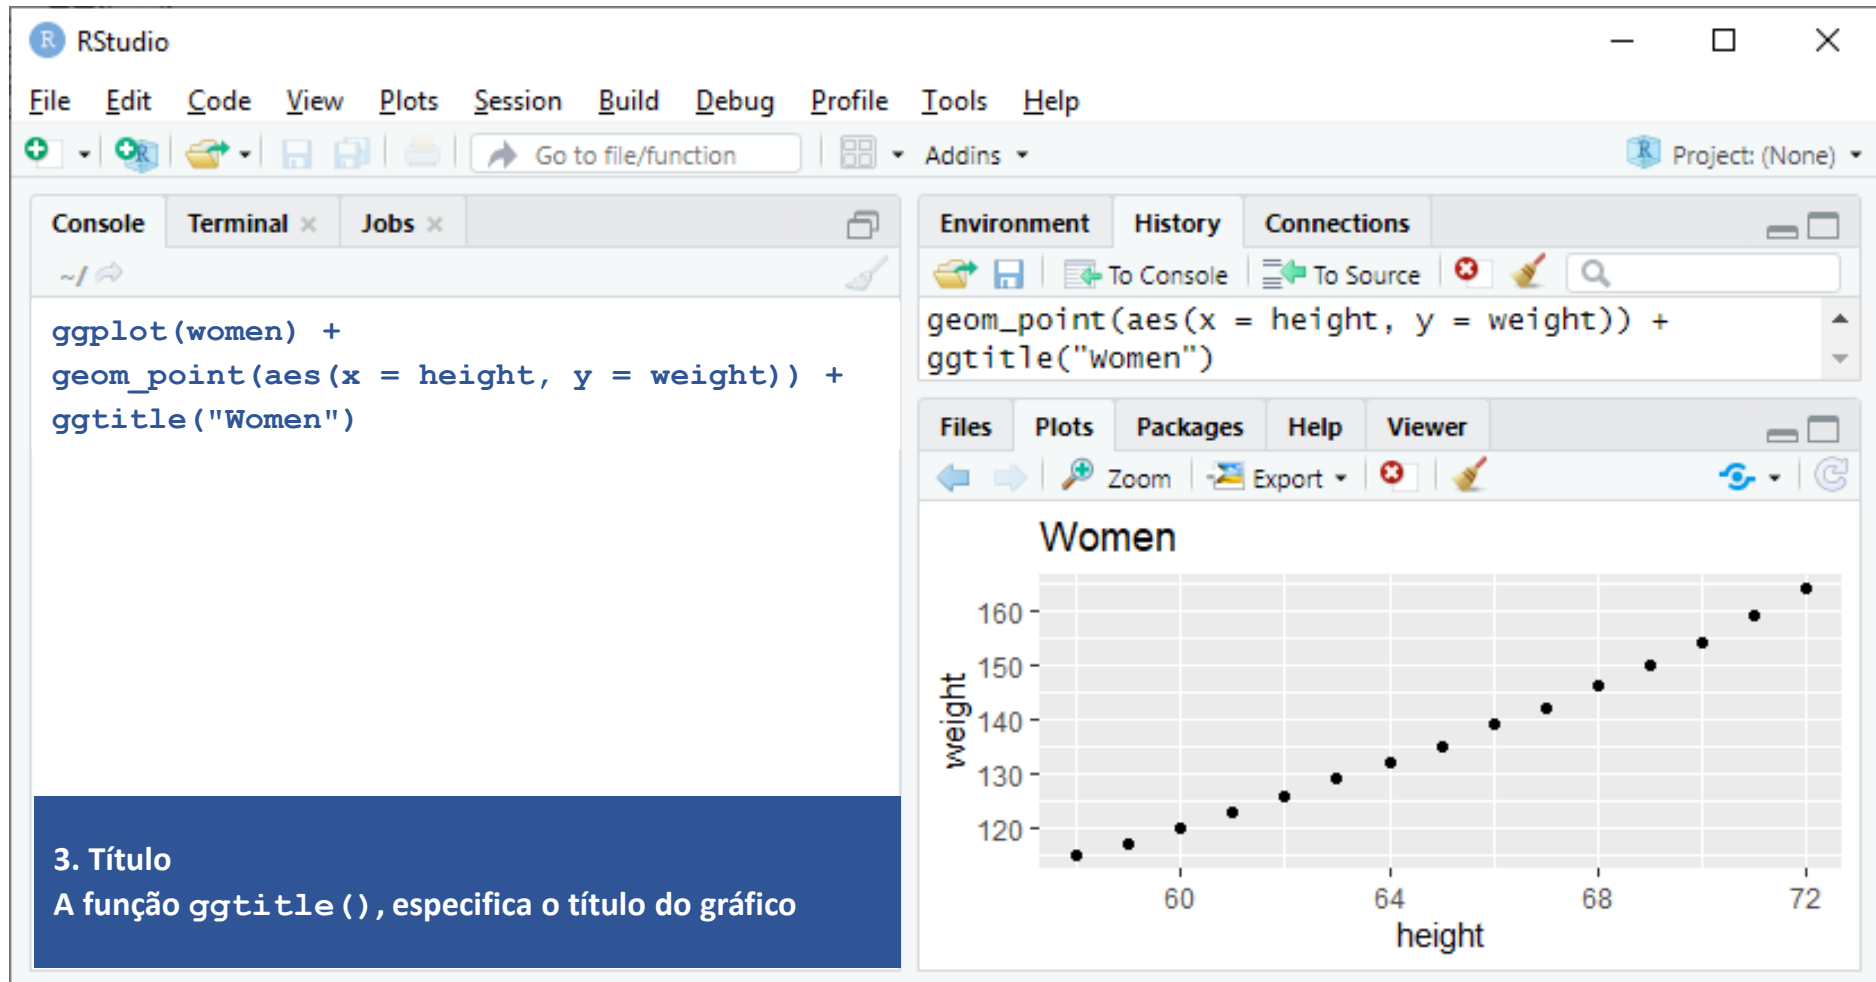 RStudio
File Edit Code View Plots Session Build Debug Profile Tools Help
Go to file/function Addins Project: (None)
Console Terminal Jobs
~/
ggplot(women) +
geom_point(aes(x = height, y = weight)) +
ggtitle("Women")
3. Título
A função ggtitle(), especifica o título do gráfico
Environment History Connections
To Console To Source
geom_point(aes(x = height, y = weight)) +
ggtitle("Women")
Files Plots Packages Help Viewer
Zoom Export
Women
160
150
140
130
120
weight
60 64 68 72
height